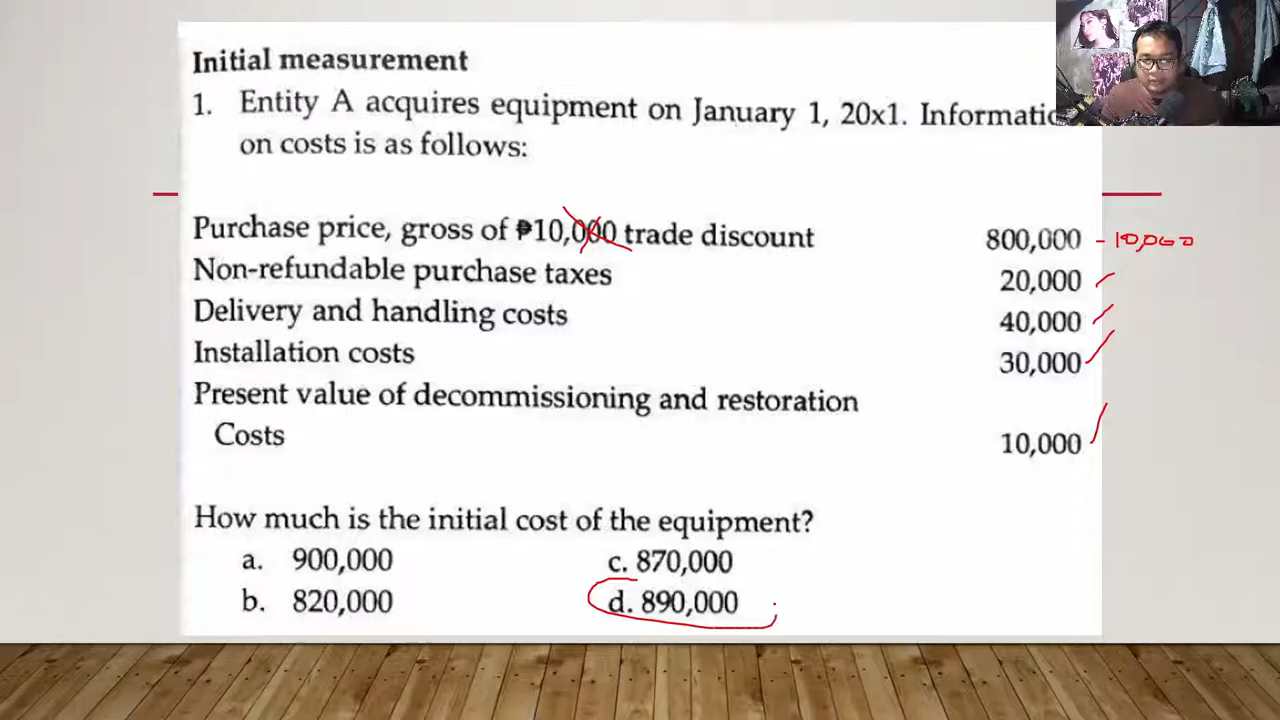 Initial measurement
1. Entity A acquires equipment on January 1, 20x1. Informatio
on costs is as follows:
Purchase price, gross of ₱10,000 trade discount 800,000 - 10,000
Non-refundable purchase taxes 20,000
Delivery and handling costs 40,000
Installation costs 30,000
Present value of decommissioning and restoration
Costs 10,000
How much is the initial cost of the equipment?
a. 900,000 c. 870,000
b. 820,000 d. 890,000